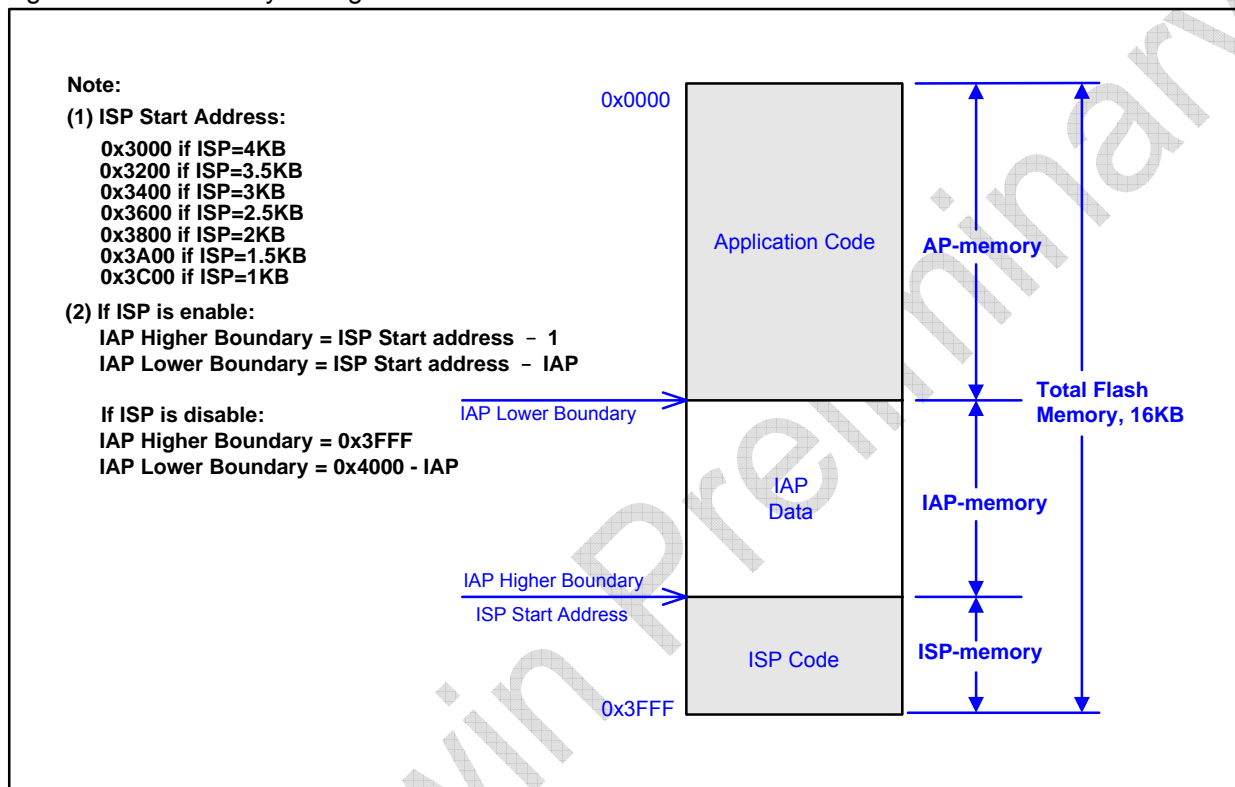 Note:
(1) ISP Start Address:
0x3000 if ISP=4KB
0x3200 if ISP=3.5KB
0x3400 if ISP=3KB
0x3600 if ISP=2.5KB
0x3800 if ISP=2KB
0x3A00 if ISP=1.5KB
0x3C00 if ISP=1KB
(2) If ISP is enable:
IAP Higher Boundary = ISP Start address – 1
IAP Lower Boundary = ISP Start address – IAP
If ISP is disable:
IAP Higher Boundary = 0x3FFF
IAP Lower Boundary = 0x4000 - IAP
0x0000
Application Code
AP-memory
Total Flash
Memory, 16KB
IAP Lower Boundary
IAP
Data
IAP-memory
IAP Higher Boundary
ISP Start Address
ISP Code
ISP-memory
0x3FFF
Preliminary